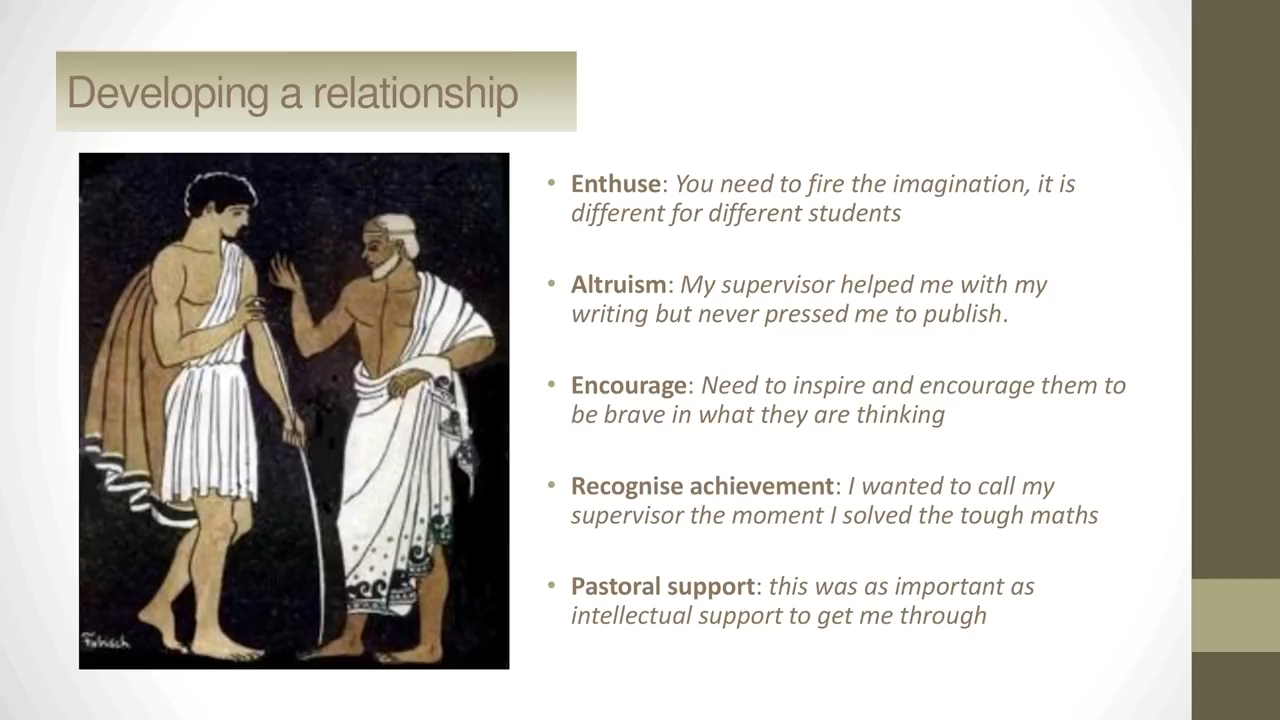 Developing a relationship
• Enthuse: You need to fire the imagination, it is
different for different students
• Altruism: My supervisor helped me with my
writing but never pressed me to publish.
• Encourage: Need to inspire and encourage them to
be brave in what they are thinking
• Recognise achievement: I wanted to call my
supervisor the moment I solved the tough maths
• Pastoral support: this was as important as
intellectual support to get me through